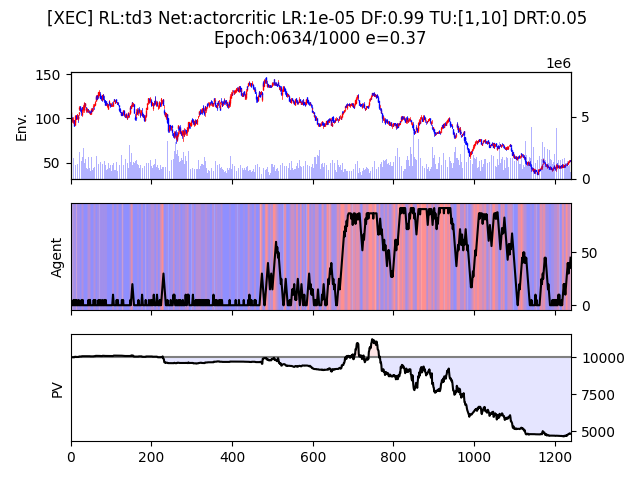 [XEC] RL:td3 Net:actorcritic LR:1e-05 DF:0.99 TU:[1,10] DRT:0.05
Epoch:0634/1000 e=0.37
1e6
150
100
50
Env.
5
0
Agent
50
0
PV
10000
7500
5000
0 200 400 600 800 1000 1200